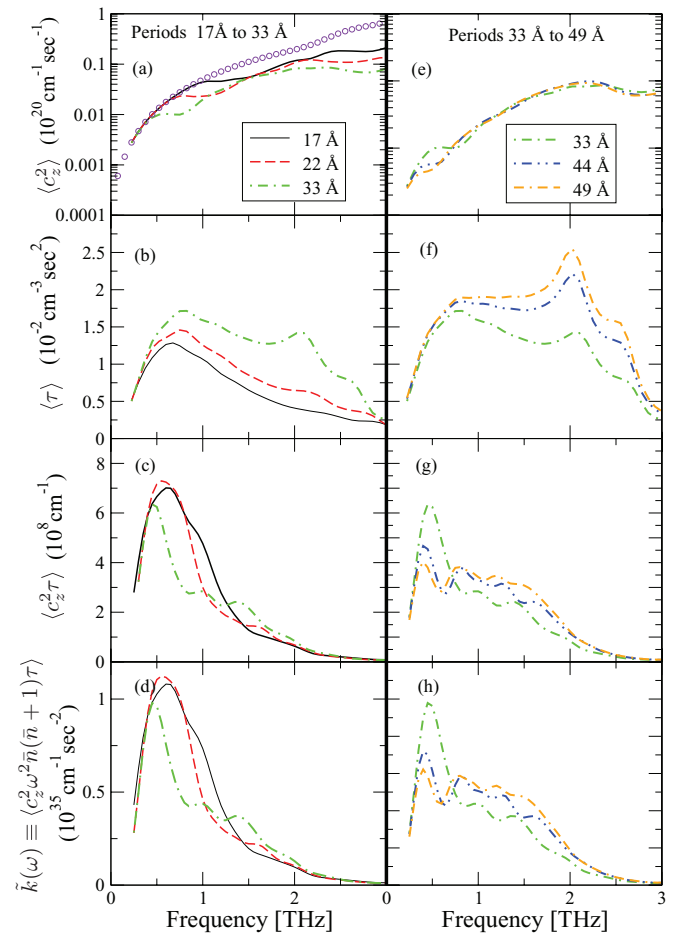 Periods 17Å to 33 Å
(a)
⟨c_z^2⟩ (10^20 cm^-1 sec^-1)
1
0.1
0.01
0.001
0.0001
17 Å
22 Å
33 Å
Periods 33 Å to 49 Å
(e)
33 Å
44 Å
49 Å
(b)
⟨τ⟩ (10^-2 cm^-3 sec^2)
2.5
2
1.5
1
0.5
0
(f)
(c)
⟨c_z^2 τ⟩ (10^8 cm^-1)
8
6
4
2
0
(g)
(d)
k̃(ω) ≡ ⟨c_z^2 ω^2 n̄(n̄ + 1)τ⟩
(10^35 cm^-1 sec^-2)
1
0.5
0
(h)
0 1 2 0 1 2 3
Frequency [THz] Frequency [THz]